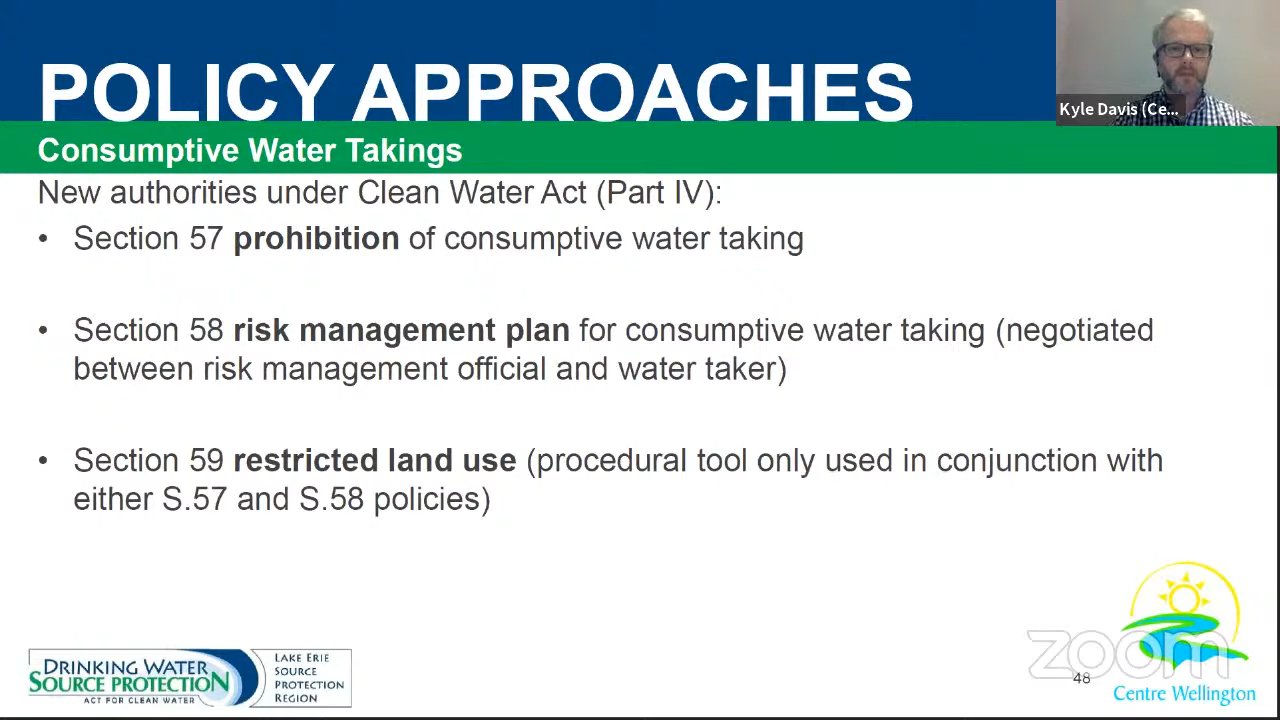 POLICY APPROACHES
Kyle Davis (Ce...
Consumptive Water Takings
New authorities under Clean Water Act (Part IV):
• Section 57 prohibition of consumptive water taking
• Section 58 risk management plan for consumptive water taking (negotiated
between risk management official and water taker)
• Section 59 restricted land use (procedural tool only used in conjunction with
either S.57 and S.58 policies)
DRINKING WATER
SOURCE PROTECTION
ACT FOR CLEAN WATER
LAKE ERIE
SOURCE
PROTECTION
REGION
zoom
48
Centre Wellington